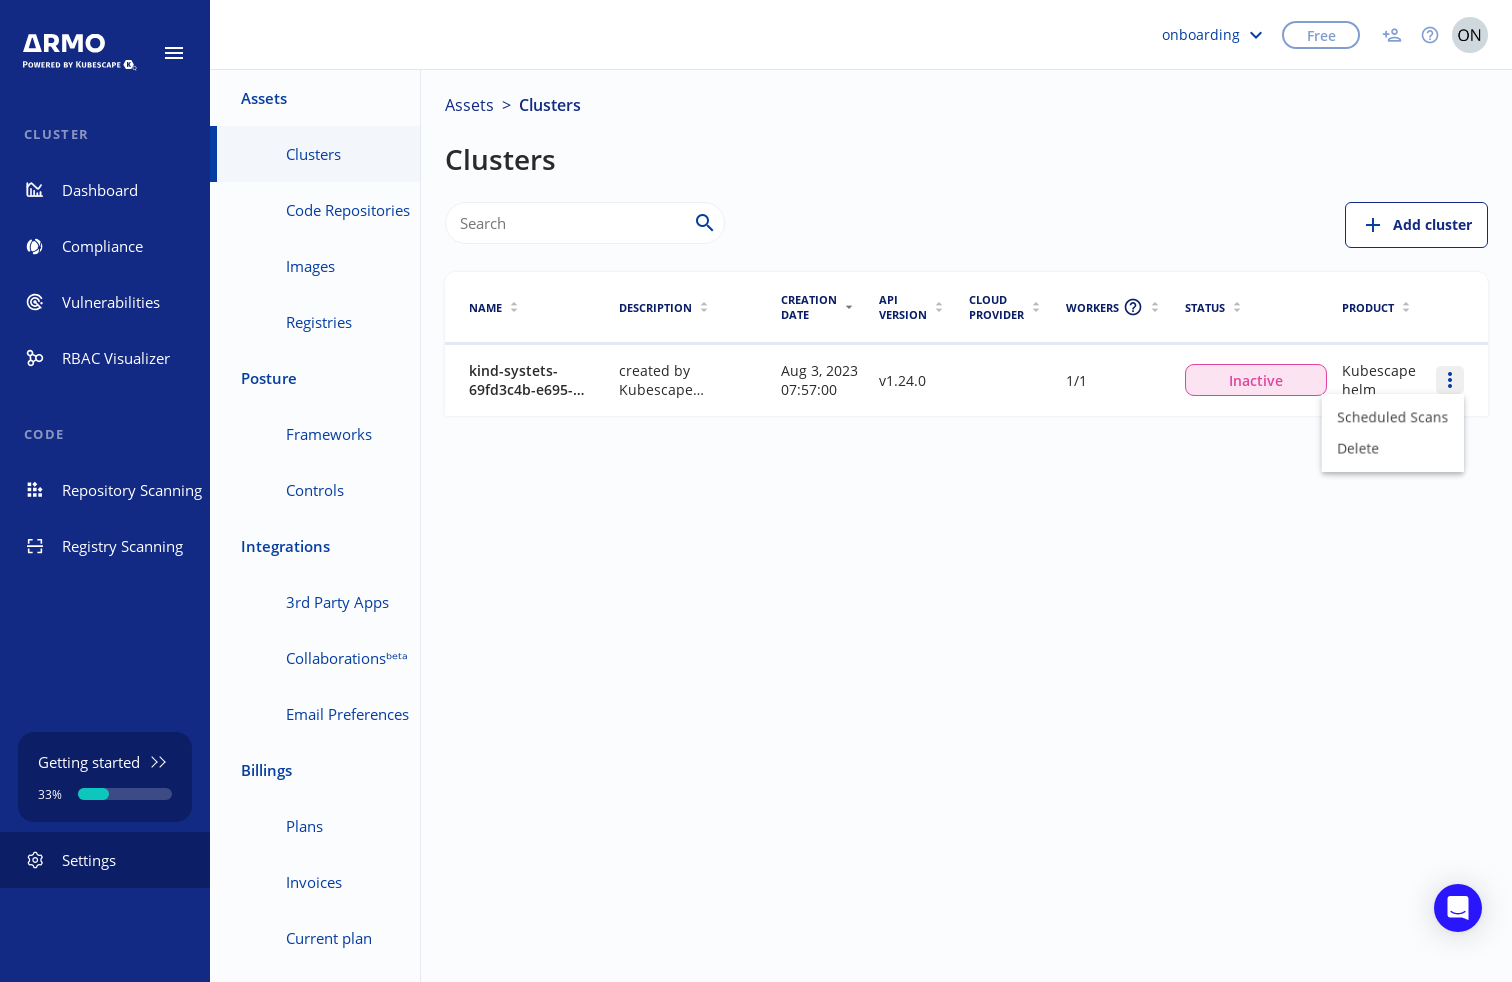 ARMO
POWERED BY KUBESCAPE
onboarding
Free
ON
CLUSTER
Dashboard
Compliance
Vulnerabilities
RBAC Visualizer
CODE
Repository Scanning
Registry Scanning
Getting started
33%
Settings
Assets
Clusters
Code Repositories
Images
Registries
Posture
Frameworks
Controls
Integrations
3rd Party Apps
Collaborations beta
Email Preferences
Billings
Plans
Invoices
Current plan
Assets > Clusters
Clusters
Search
Add cluster
NAME DESCRIPTION CREATION DATE API VERSION CLOUD PROVIDER WORKERS STATUS PRODUCT
kind-systets-
69fd3c4b-e695-...
created by
Kubescape...
Aug 3, 2023
07:57:00
v1.24.0
1/1
Inactive
Kubescape
helm
Scheduled Scans
Delete